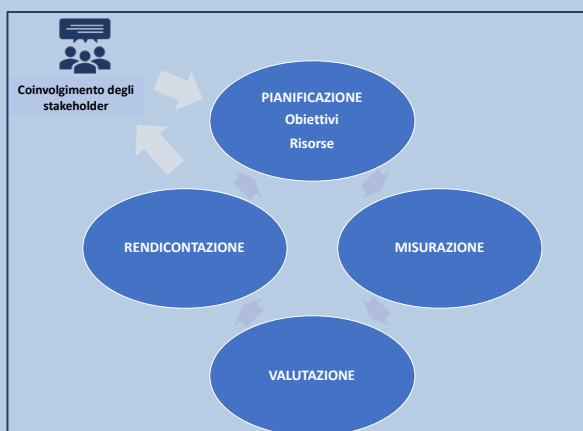 Coinvolgimento degli
stakeholder
PIANIFICAZIONE
Obiettivi
Risorse
RENDICONTAZIONE
MISURAZIONE
VALUTAZIONE